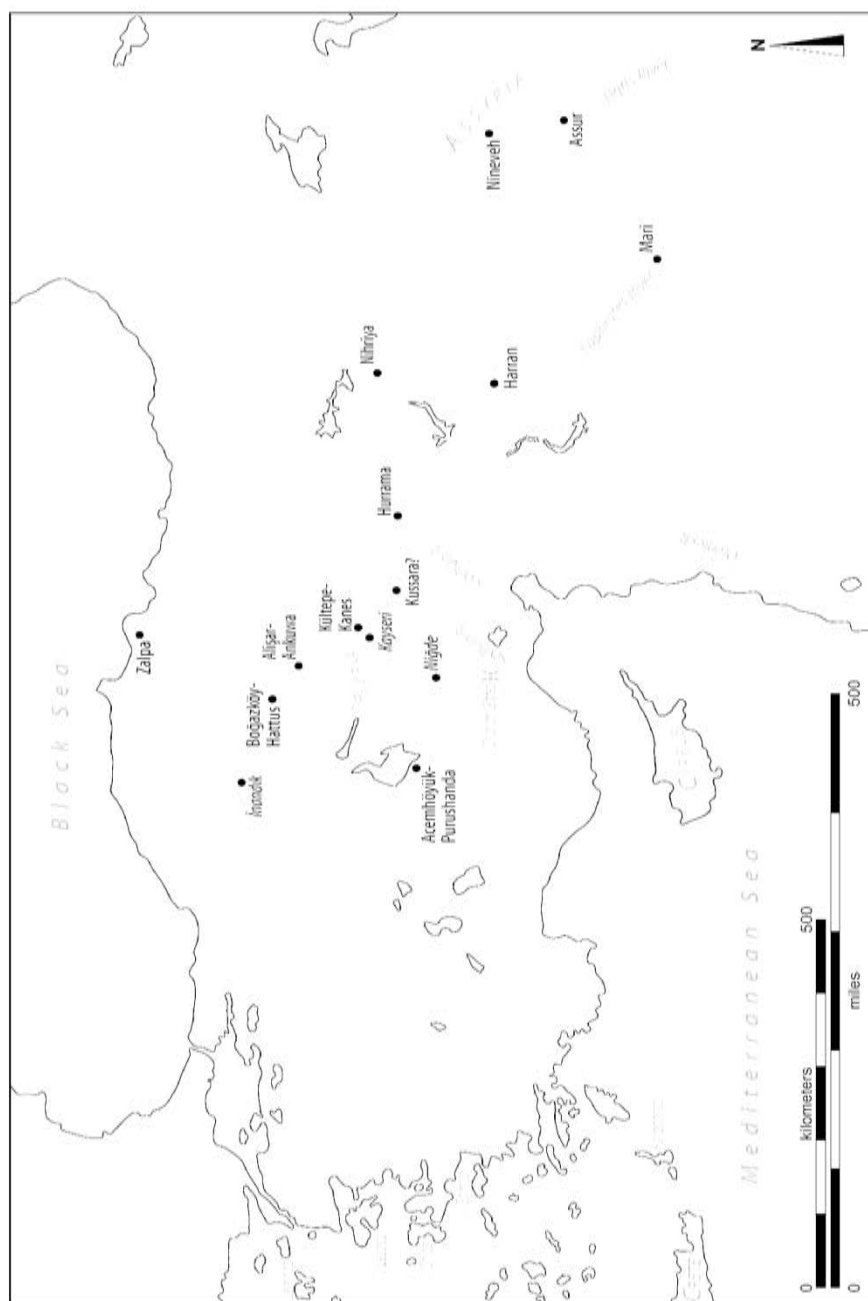 Black Sea
Zalpa
İnandık
Boğazköy-
Hattus
Alişar-
Ankuwa
Kültepe-
Kanes
Kayseri
Kussara?
Hurrama
Nihriya
Niğde
Acemhöyük-
Purushanda
Harran
Nineveh
Assur
Mari
ASSYRIA
Mediterranean Sea
N
kilometers
0
500
0
500
miles